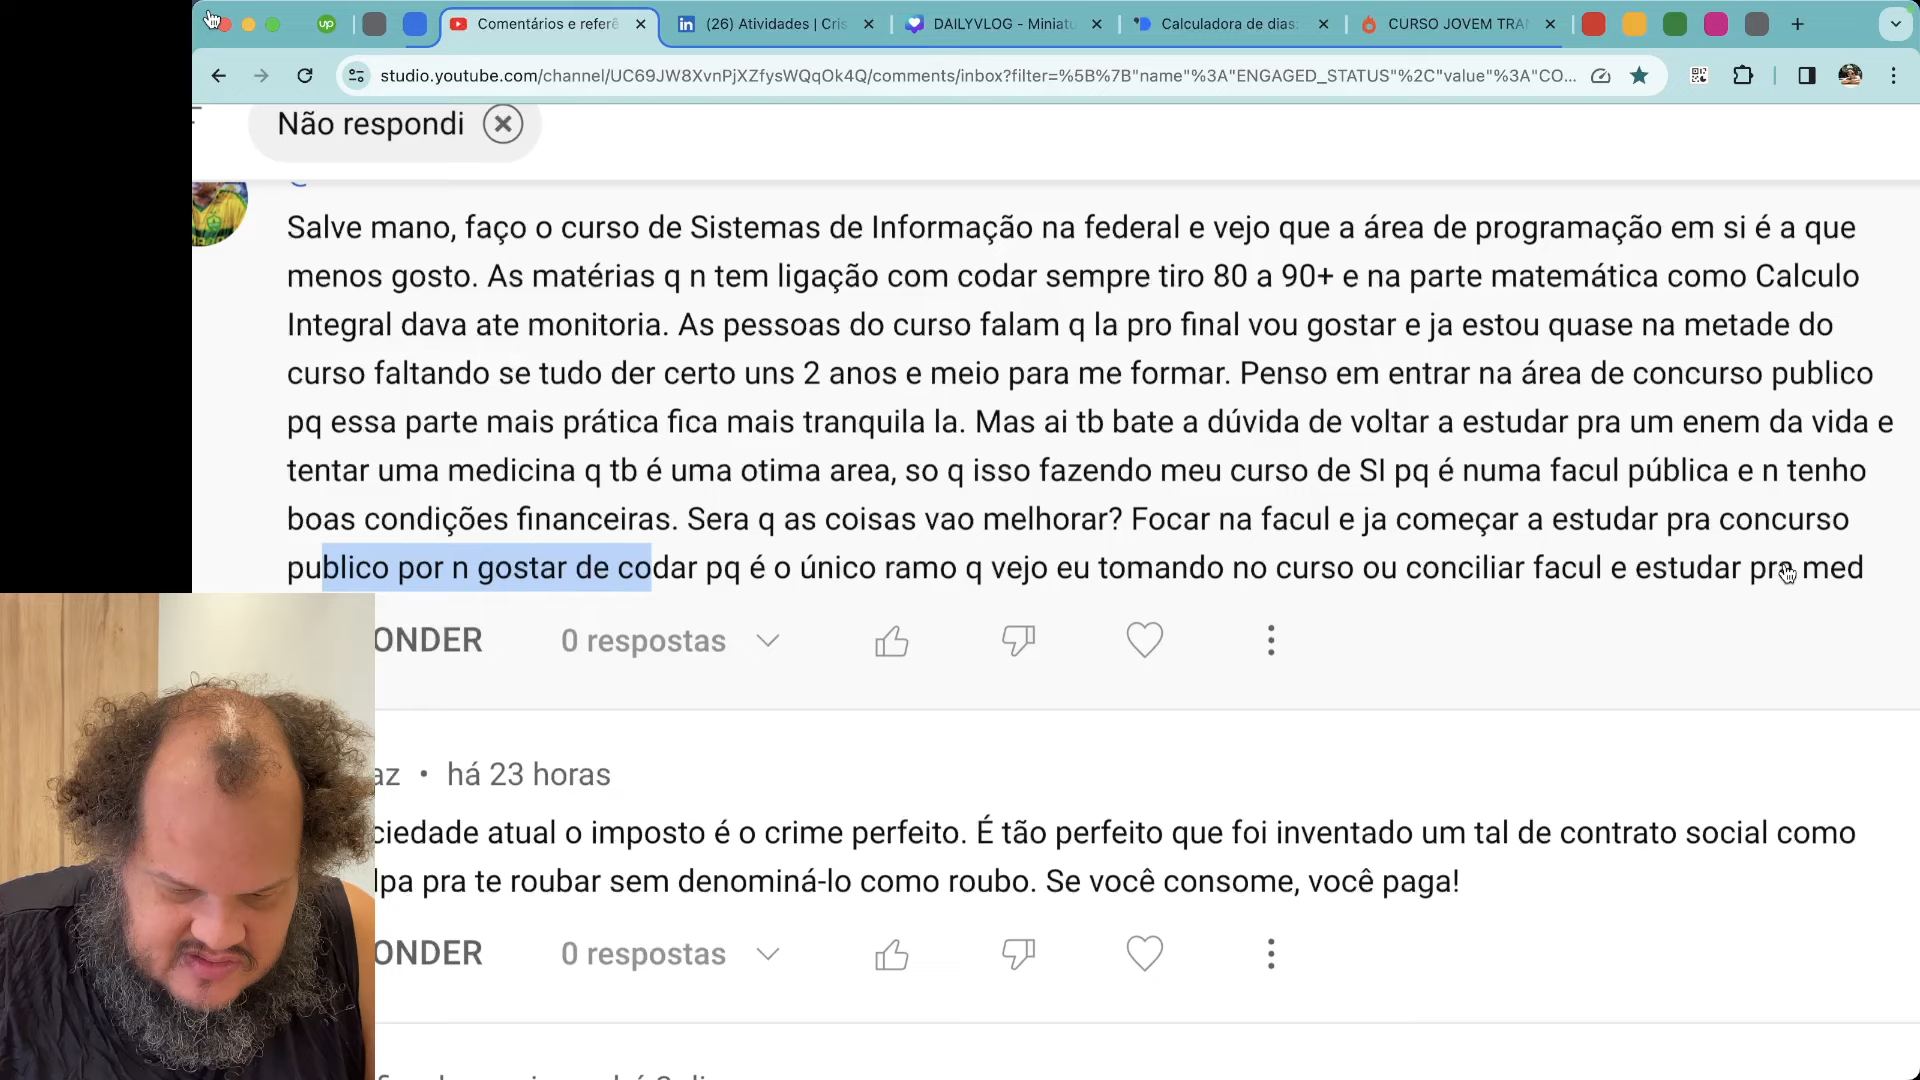 up
Comentários e referê
in
(26) Atividades | Cris
DAILYVLOG - Miniatu
Calculadora de dias:
CURSO JOVEM TRA
studio.youtube.com/channel/UC69JW8XvnPjXZfysWQqOk4Q/comments/inbox?filter=%5B%7B"name"%3A"ENGAGED_STATUS"%2C"value"%3A"CO...
Não respondi
Salve mano, faço o curso de Sistemas de Informação na federal e vejo que a área de programação em si é a que
menos gosto. As matérias q n tem ligação com codar sempre tiro 80 a 90+ e na parte matemática como Calculo
Integral dava ate monitoria. As pessoas do curso falam q la pro final vou gostar e ja estou quase na metade do
curso faltando se tudo der certo uns 2 anos e meio para me formar. Penso em entrar na área de concurso publico
pq essa parte mais prática fica mais tranquila la. Mas ai tb bate a dúvida de voltar a estudar pra um enem da vida e
tentar uma medicina q tb é uma otima area, so q isso fazendo meu curso de SI pq é numa facul pública e n tenho
boas condições financeiras. Sera q as coisas vao melhorar? Focar na facul e ja começar a estudar pra concurso
publico por n gostar de codar pq é o único ramo q vejo eu tomando no curso ou conciliar facul e estudar pra med
ONDER 0 respostas
az • há 23 horas
ciedade atual o imposto é o crime perfeito. É tão perfeito que foi inventado um tal de contrato social como
lpa pra te roubar sem denominá-lo como roubo. Se você consome, você paga!
ONDER 0 respostas